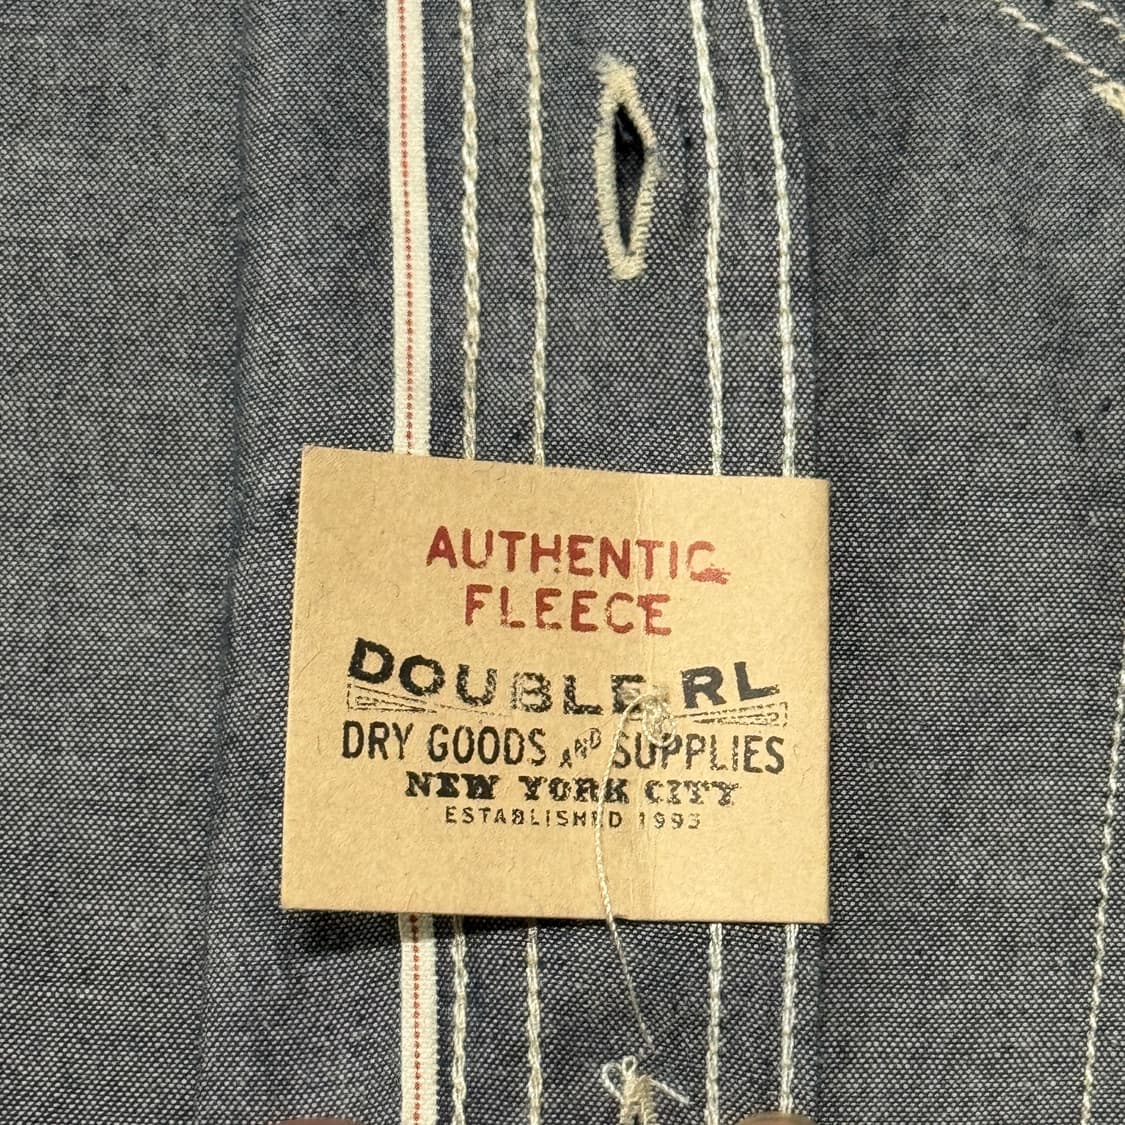 AUTHENTIC
FLEECE
DOUBLE RL
DRY GOODS AND SUPPLIES
NEW YORK CITY
ESTABLISHED 1993